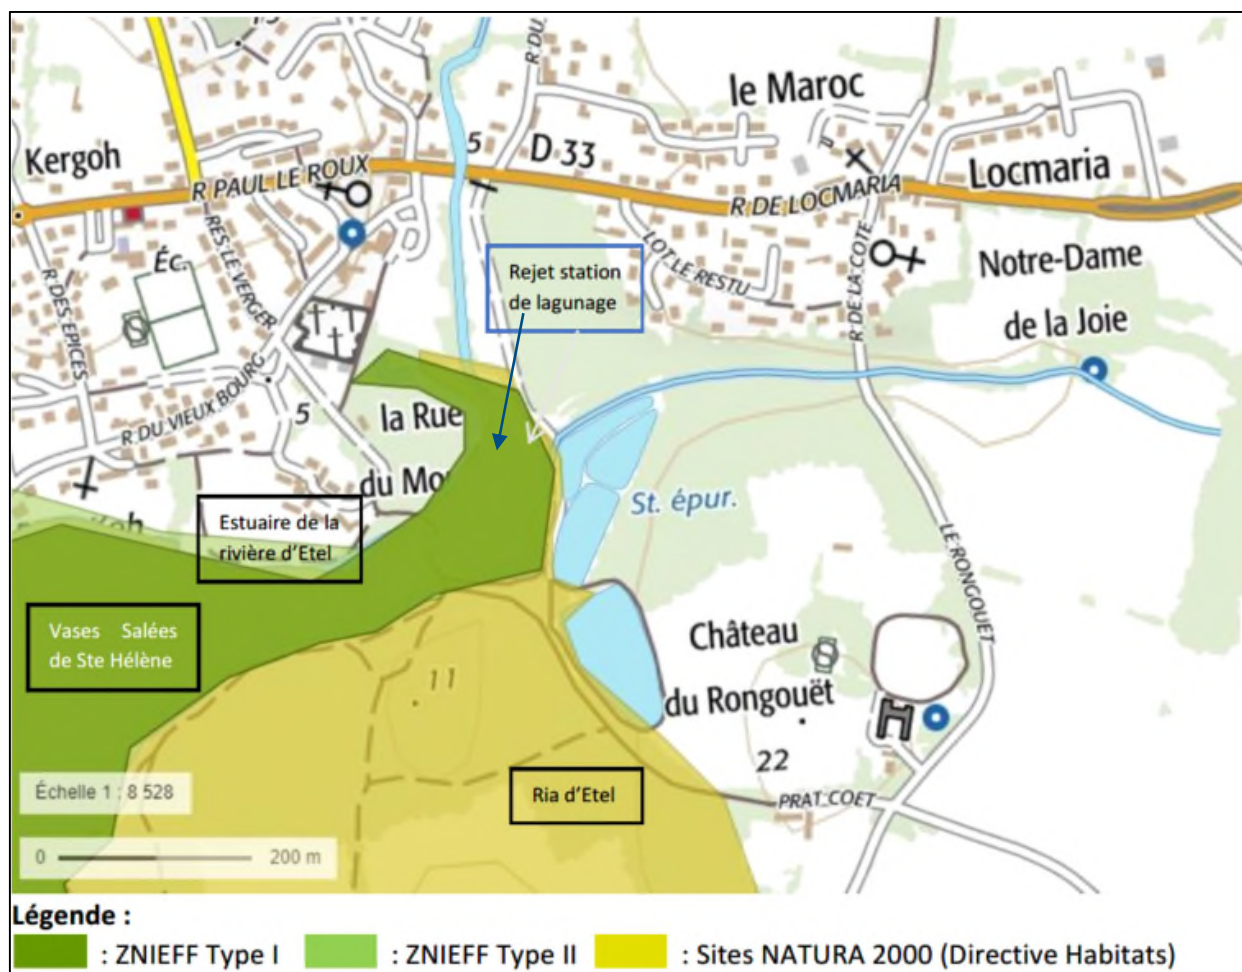 le Maroc
Kergoh
R PAUL LE ROUX
5
D 33
Locmaria
R DE LOCMARIA
Éc.
RES LE VERGER
R DES EPICES
LOT LE RESTU
R DE LA COTE
Rejet station
de lagunage
Notre-Dame
de la Joie
R DU VIEUX BOURG
5
la Rue
du
St. épur.
Estuaire de la
rivière d'Etel
Vases Salées
de Ste Hélène
LE RONGOUET
Château
du Rongouët
11
22
Ria d'Etel
PRAT COET
Échelle 1 : 8 528
0 200 m
Légende :
: ZNIEFF Type I : ZNIEFF Type II : Sites NATURA 2000 (Directive Habitats)